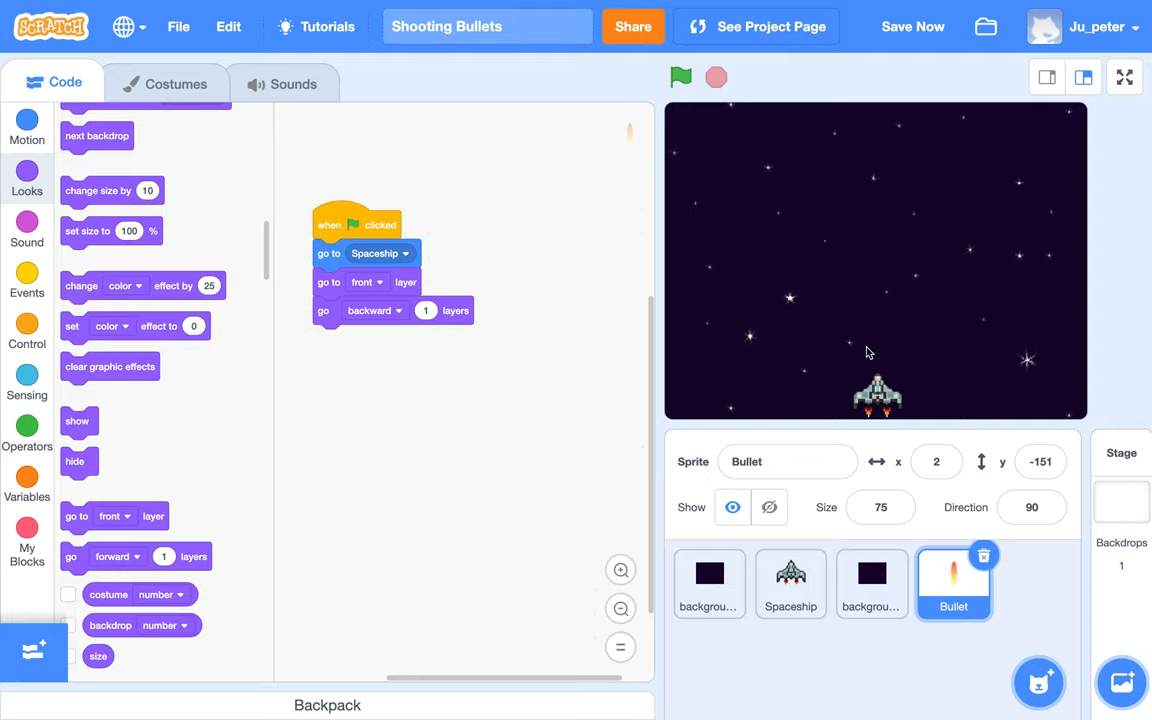 SCRATCH File Edit Tutorials Shooting Bullets Share See Project Page Save Now Ju_peter
Code Costumes Sounds
Motion
Looks
Sound
Events
Control
Sensing
Operators
Variables
My
Blocks
next backdrop
change size by 10
set size to 100 %
change color effect by 25
set color effect to 0
clear graphic effects
show
hide
go to front layer
go forward 1 layers
costume number
backdrop number
size
when clicked
go to Spaceship
go to front layer
go backward 1 layers
Backpack
Sprite Bullet x 2 y -151
Show Size 75 Direction 90
backgrou... Spaceship backgrou... Bullet
Stage
Backdrops
1